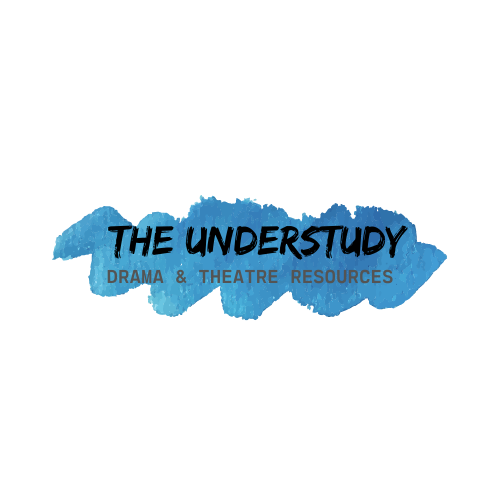 THE UNDERSTUDY
DRAMA & THEATRE RESOURCES